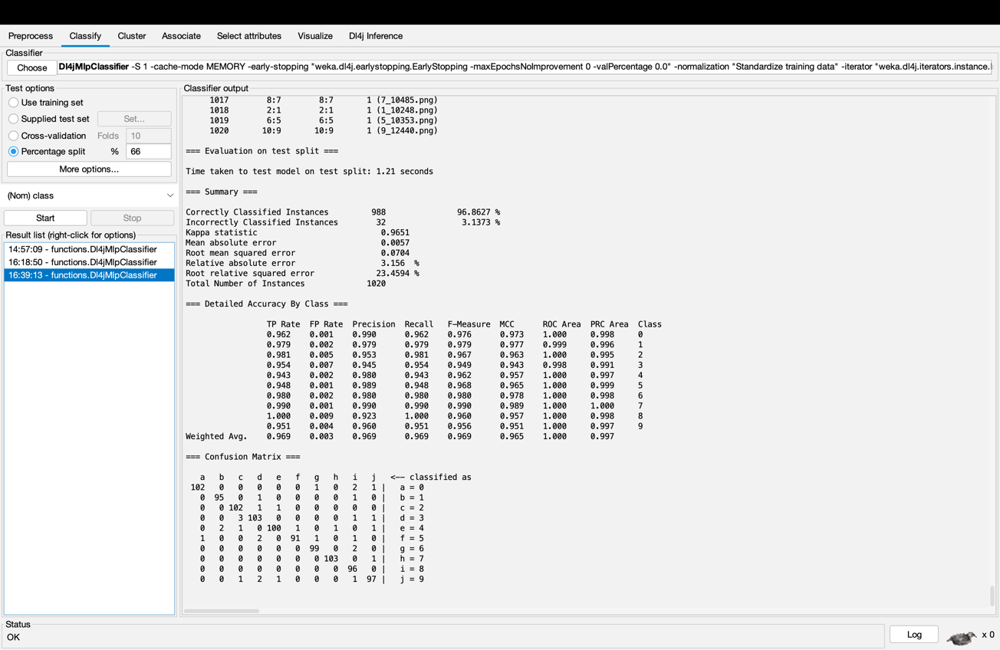 Preprocess Classify Cluster Associate Select attributes Visualize Dl4j Inference
Classifier
Choose Dl4jMlpClassifier -S 1 -cache-mode MEMORY -early-stopping "weka.dl4j.earlystopping.EarlyStopping -maxEpochsNoImprovement 0 -valPercentage 0.0" -normalization "Standardize training data" -iterator "weka.dl4j.iterators.instance.
Test options
Use training set
Supplied test set Set...
Cross-validation Folds 10
Percentage split % 66
More options...
(Nom) class
Start Stop
Result list (right-click for options)
14:57:09 - functions.Dl4jMlpClassifier
16:18:50 - functions.Dl4jMlpClassifier
16:39:13 - functions.Dl4jMlpClassifier
Classifier output
1017 8:7 8:7 1 (7_10485.png)
1018 2:1 2:1 1 (1_10248.png)
1019 6:5 6:5 1 (5_10353.png)
1020 10:9 10:9 1 (9_12440.png)
=== Evaluation on test split ===
Time taken to test model on test split: 1.21 seconds
=== Summary ===
Correctly Classified Instances 988 96.8627 %
Incorrectly Classified Instances 32 3.1373 %
Kappa statistic 0.9651
Mean absolute error 0.0057
Root mean squared error 0.0704
Relative absolute error 3.156 %
Root relative squared error 23.4594 %
Total Number of Instances 1020
=== Detailed Accuracy By Class ===
TP Rate FP Rate Precision Recall F-Measure MCC ROC Area PRC Area Class
0.962 0.001 0.990 0.962 0.976 0.973 1.000 0.998 0
0.979 0.002 0.979 0.979 0.979 0.977 0.999 0.996 1
0.981 0.005 0.953 0.981 0.967 0.963 1.000 0.995 2
0.954 0.007 0.945 0.954 0.949 0.943 0.998 0.991 3
0.943 0.002 0.980 0.943 0.962 0.957 1.000 0.997 4
0.948 0.001 0.989 0.948 0.968 0.965 1.000 0.999 5
0.980 0.002 0.980 0.980 0.980 0.978 1.000 0.998 6
0.990 0.001 0.990 0.990 0.990 0.989 1.000 1.000 7
1.000 0.009 0.923 1.000 0.960 0.957 1.000 0.998 8
0.951 0.004 0.960 0.951 0.956 0.951 1.000 0.997 9
Weighted Avg. 0.969 0.003 0.969 0.969 0.969 0.965 1.000 0.997
=== Confusion Matrix ===
a b c d e f g h i j <-- classified as
102 0 0 0 0 0 1 0 2 1 | a = 0
0 95 0 1 0 0 0 0 1 0 | b = 1
0 0 102 1 1 0 0 0 0 0 | c = 2
0 0 3 103 0 0 0 0 1 1 | d = 3
0 2 1 0 100 1 0 1 0 1 | e = 4
1 0 0 2 0 91 1 0 1 0 | f = 5
0 0 0 0 0 0 99 0 2 0 | g = 6
0 0 0 0 0 0 0 103 0 1 | h = 7
0 0 0 0 0 0 0 0 96 0 | i = 8
0 0 1 2 1 0 0 0 1 97 | j = 9
Status
OK
Log x 0